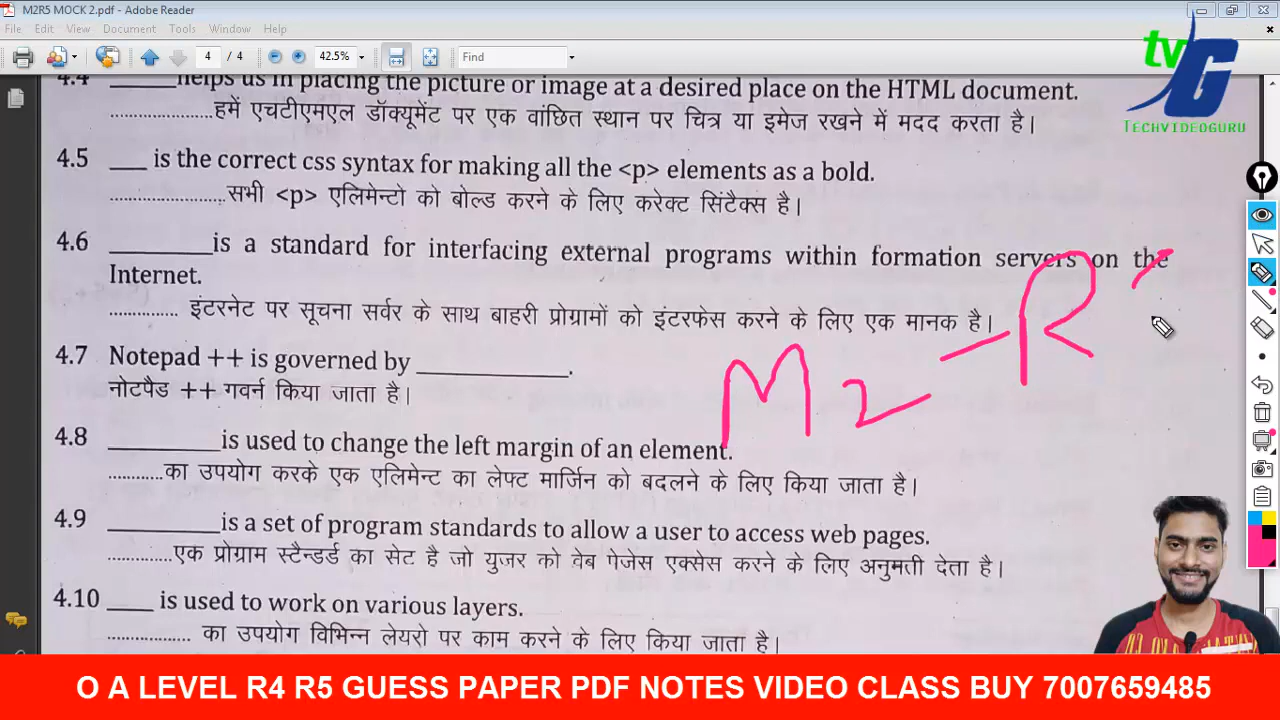 M2R5 MOCK 2.pdf - Adobe Reader
File Edit View Document Tools Window Help
4 / 4 42.5% Find
tv G
TECHVIDEOGURU
4.4 ______helps us in placing the picture or image at a desired place on the HTML document.
......................हमें एचटीएमएल डॉक्यूमेंट पर एक वांछित स्थान पर चित्र या इमेज रखने में मदद करता है।
4.5 ___ is the correct css syntax for making all the <p> elements as a bold.
.........................सभी <p> एलिमेन्टो को बोल्ड करने के लिए करेक्ट सिंटैक्स है।
4.6 _________is a standard for interfacing external programs within formation servers on the
Internet.
............... इंटरनेट पर सूचना सर्वर के साथ बाहरी प्रोग्रामों को इंटरफेस करने के लिए एक मानक है।
M2-R
4.7 Notepad ++ is governed by _____________.
नोटपैड ++ गवर्न किया जाता है।
4.8 __________is used to change the left margin of an element.
............का उपयोग करके एक एलिमेन्ट का लेफ्ट मार्जिन को बदलने के लिए किया जाता है।
4.9 __________is a set of program standards to allow a user to access web pages.
..............एक प्रोग्राम स्टैन्डर्ड का सेट है जो युजर को वेब पेजेस एक्सेस करने के लिए अनुमती देता है।
4.10 ____ is used to work on various layers.
.................. का उपयोग विभिन्न लेयरो पर काम करने के लिए किया जाता है।
O A LEVEL R4 R5 GUESS PAPER PDF NOTES VIDEO CLASS BUY 7007659485